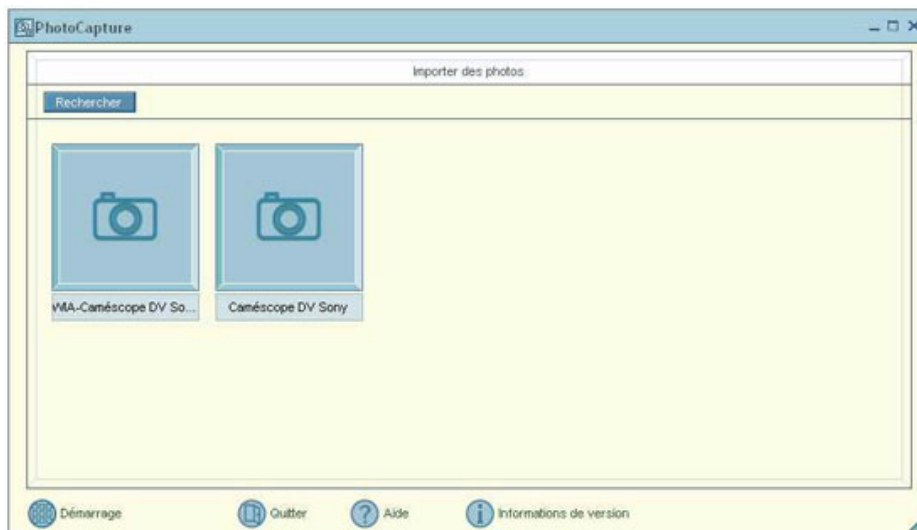 PhotoCapture
Importer des photos
Rechercher
WIA-Caméscope DV So... Caméscope DV Sony
Démarrage Quitter Aide Informations de version